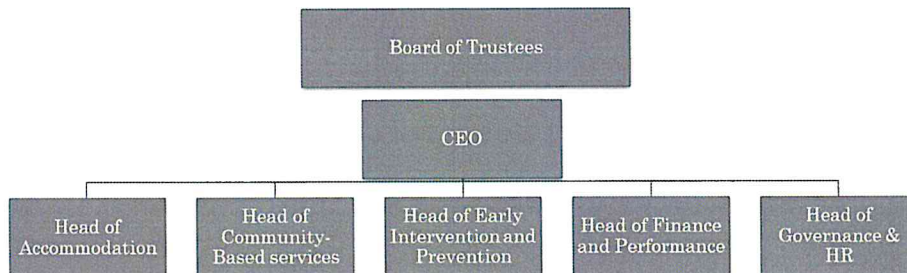 Board of Trustees
CEO
Head of
Accommodation
Head of
Community-
Based services
Head of Early
Intervention and
Prevention
Head of Finance
and Performance
Head of
Governance &
HR